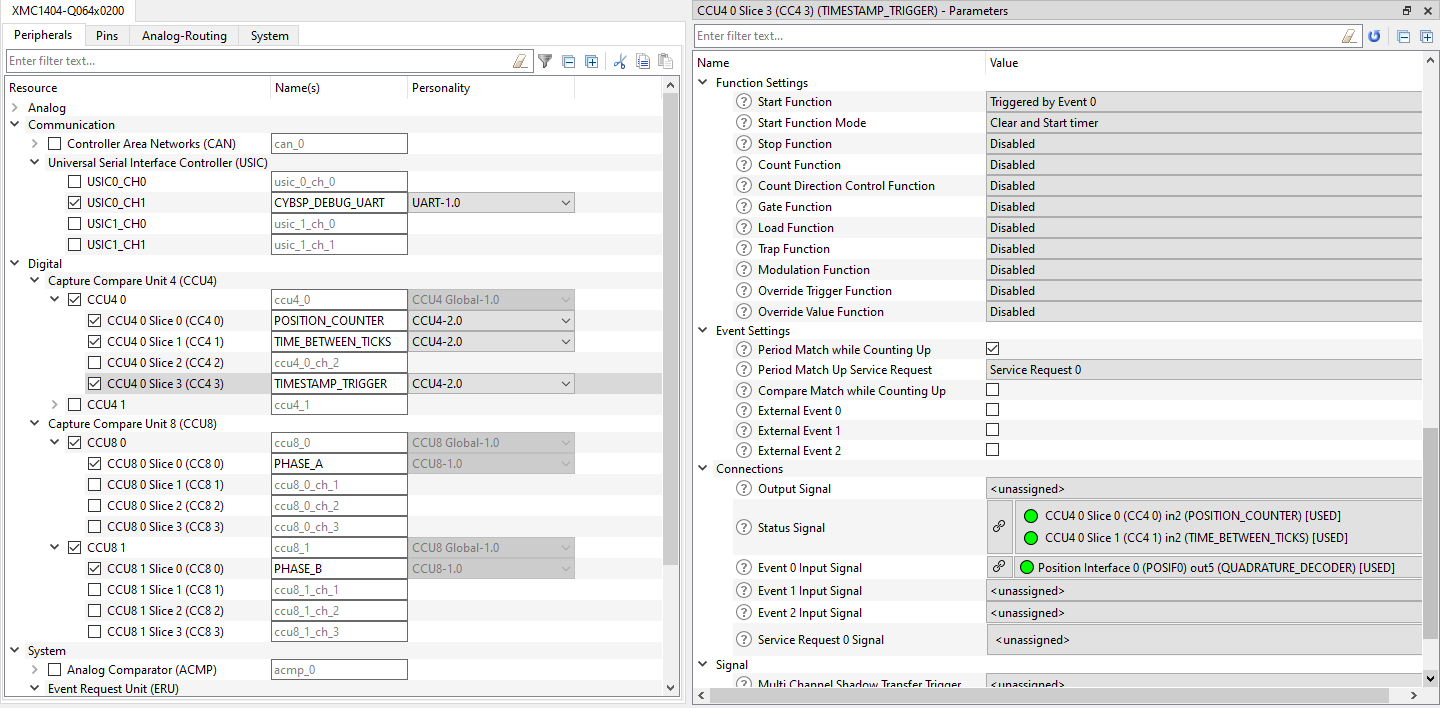 XMC1404-Q064x0200
Peripherals Pins Analog-Routing System
Enter filter text...
Resource Name(s) Personality
Analog
Communication
Controller Area Networks (CAN) can_0
Universal Serial Interface Controller (USIC)
USIC0_CH0 usic_0_ch_0
USIC0_CH1 CYBSP_DEBUG_UART UART-1.0
USIC1_CH0 usic_1_ch_0
USIC1_CH1 usic_1_ch_1
Digital
Capture Compare Unit 4 (CCU4)
CCU4 0 ccu4_0 CCU4 Global-1.0
CCU4 0 Slice 0 (CC4 0) POSITION_COUNTER CCU4-2.0
CCU4 0 Slice 1 (CC4 1) TIME_BETWEEN_TICKS CCU4-2.0
CCU4 0 Slice 2 (CC4 2) ccu4_0_ch_2
CCU4 0 Slice 3 (CC4 3) TIMESTAMP_TRIGGER CCU4-2.0
CCU4 1 ccu4_1
Capture Compare Unit 8 (CCU8)
CCU8 0 ccu8_0 CCU8 Global-1.0
CCU8 0 Slice 0 (CC8 0) PHASE_A CCU8-1.0
CCU8 0 Slice 1 (CC8 1) ccu8_0_ch_1
CCU8 0 Slice 2 (CC8 2) ccu8_0_ch_2
CCU8 0 Slice 3 (CC8 3) ccu8_0_ch_3
CCU8 1 ccu8_1 CCU8 Global-1.0
CCU8 1 Slice 0 (CC8 0) PHASE_B CCU8-1.0
CCU8 1 Slice 1 (CC8 1) ccu8_1_ch_1
CCU8 1 Slice 2 (CC8 2) ccu8_1_ch_2
CCU8 1 Slice 3 (CC8 3) ccu8_1_ch_3
System
Analog Comparator (ACMP) acmp_0
Event Request Unit (ERU)
CCU4 0 Slice 3 (CC4 3) (TIMESTAMP_TRIGGER) - Parameters
Enter filter text...
Name Value
Function Settings
Start Function Triggered by Event 0
Start Function Mode Clear and Start timer
Stop Function Disabled
Count Function Disabled
Count Direction Control Function Disabled
Gate Function Disabled
Load Function Disabled
Trap Function Disabled
Modulation Function Disabled
Override Trigger Function Disabled
Override Value Function Disabled
Event Settings
Period Match while Counting Up
Period Match Up Service Request Service Request 0
Compare Match while Counting Up
External Event 0
External Event 1
External Event 2
Connections
Output Signal <unassigned>
Status Signal CCU4 0 Slice 0 (CC4 0) in2 (POSITION_COUNTER) [USED]
CCU4 0 Slice 1 (CC4 1) in2 (TIME_BETWEEN_TICKS) [USED]
Event 0 Input Signal Position Interface 0 (POSIF0) out5 (QUADRATURE_DECODER) [USED]
Event 1 Input Signal <unassigned>
Event 2 Input Signal <unassigned>
Service Request 0 Signal <unassigned>
Signal
Multi Channel Shadow Transfer Trigger <unassigned>